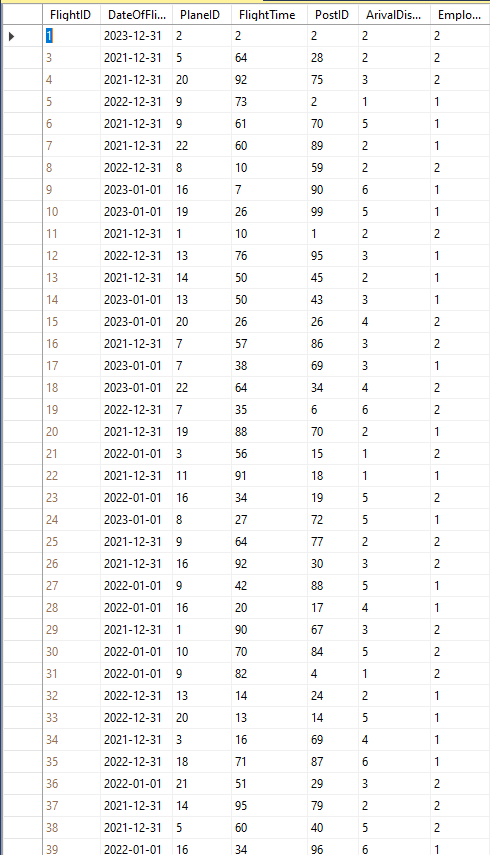 FlightID DateOfFli... PlaneID FlightTime PostID ArivalDis... Emplo...
1 2023-12-31 2 2 2 2 2
3 2021-12-31 5 64 28 2 2
4 2021-12-31 20 92 75 3 2
5 2022-12-31 9 73 2 1 1
6 2021-12-31 9 61 70 5 1
7 2021-12-31 22 60 89 2 1
8 2022-12-31 8 10 59 2 2
9 2023-01-01 16 7 90 6 1
10 2023-01-01 19 26 99 5 1
11 2021-12-31 1 10 1 2 2
12 2022-12-31 13 76 95 3 1
13 2021-12-31 14 50 45 2 1
14 2023-01-01 13 50 43 3 1
15 2023-01-01 20 26 26 4 2
16 2021-12-31 7 57 86 3 2
17 2023-01-01 7 38 69 3 1
18 2023-01-01 22 64 34 4 2
19 2022-12-31 7 35 6 6 2
20 2021-12-31 19 88 70 2 1
21 2022-01-01 3 56 15 1 2
22 2021-12-31 11 91 18 1 1
23 2022-01-01 16 34 19 5 2
24 2023-01-01 8 27 72 5 1
25 2021-12-31 9 64 77 2 2
26 2021-12-31 16 92 30 3 2
27 2022-01-01 9 42 88 5 1
28 2022-01-01 16 20 17 4 1
29 2021-12-31 1 90 67 3 2
30 2022-01-01 10 70 84 5 2
31 2022-01-01 9 82 4 1 2
32 2022-12-31 13 14 24 2 1
33 2022-12-31 20 13 14 5 1
34 2021-12-31 3 16 69 4 1
35 2022-12-31 18 71 87 6 1
36 2022-01-01 21 51 29 3 2
37 2022-12-31 14 95 79 2 2
38 2021-12-31 5 60 40 5 2
39 2022-01-01 16 34 96 6 1